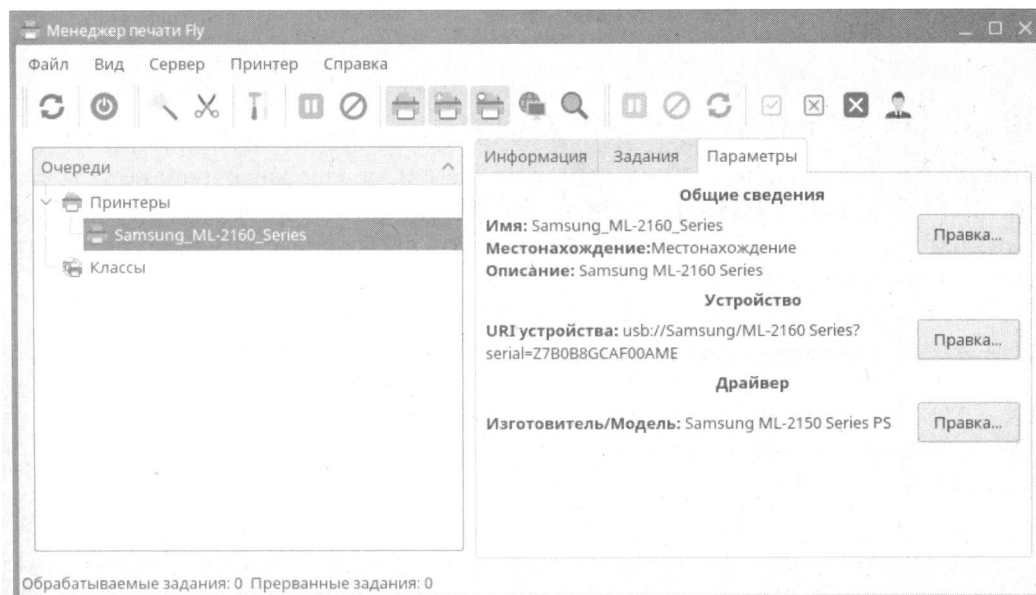 Менеджер печати Fly
Файл Вид Сервер Принтер Справка
Очереди
Принтеры
Samsung_ML-2160_Series
Классы
Информация Задания Параметры
Общие сведения
Имя: Samsung_ML-2160_Series
Местонахождение:Местонахождение
Описание: Samsung ML-2160 Series
Правка...
Устройство
URI устройства: usb://Samsung/ML-2160 Series?
serial=Z7B0B8GCAF00AME
Правка...
Драйвер
Изготовитель/Модель: Samsung ML-2150 Series PS
Правка...
Обрабатываемые задания: 0 Прерванные задания: 0